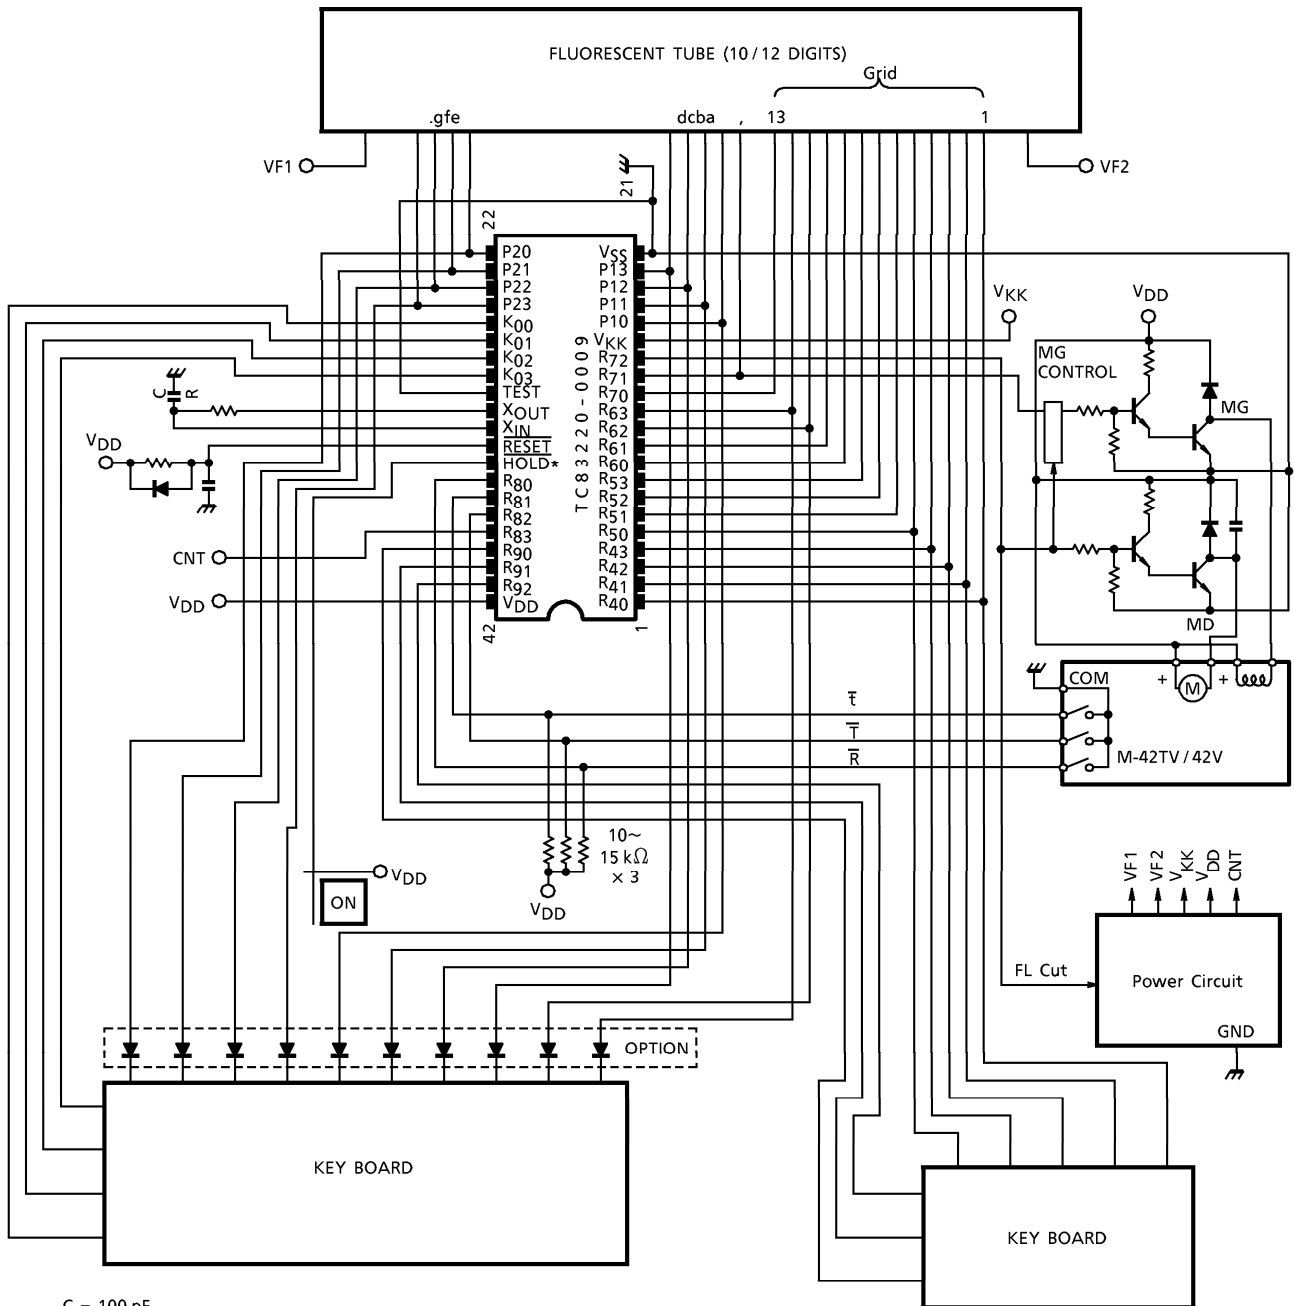 FLUORESCENT TUBE (10/12 DIGITS)
Grid
.gfe
dcba
,
13
1
VF1
VF2
21
22
P20
P21
P22
P23
K00
K01
K02
K03
TEST
XOUT
XIN
RESET
HOLD*
R80
R81
R82
R83
R90
R91
R92
VDD
42
TC83220-0009
VSS
P13
P12
P11
P10
VKK
R72
R71
R70
R63
R62
R61
R60
R53
R52
R51
R50
R43
R42
R41
R40
1
C
R
VDD
CNT
VDD
VKK
VDD
MG
CONTROL
MG
MD
COM
+
M
+
M-42TV/42V
t̅
T̅
R̅
10~
15 kΩ
× 3
VDD
VDD
ON
VF1
VF2
VKK
VDD
CNT
FL Cut
Power Circuit
GND
OPTION
KEY BOARD
KEY BOARD
C = 100 pF